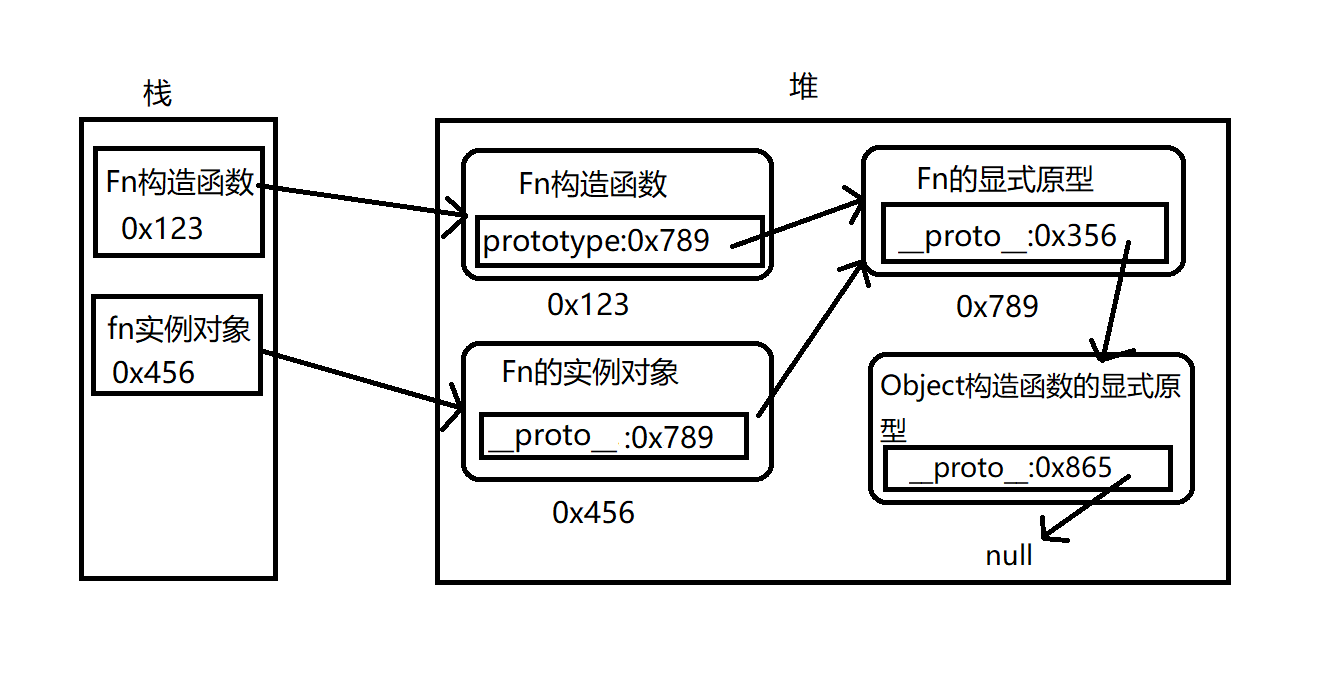 栈
堆
Fn构造函数
0x123
fn实例对象
0x456
Fn构造函数
prototype:0x789
0x123
Fn的实例对象
__proto__ :0x789
0x456
Fn的显式原型
__proto__:0x356
0x789
Object构造函数的显式原
型
__proto__:0x865
null